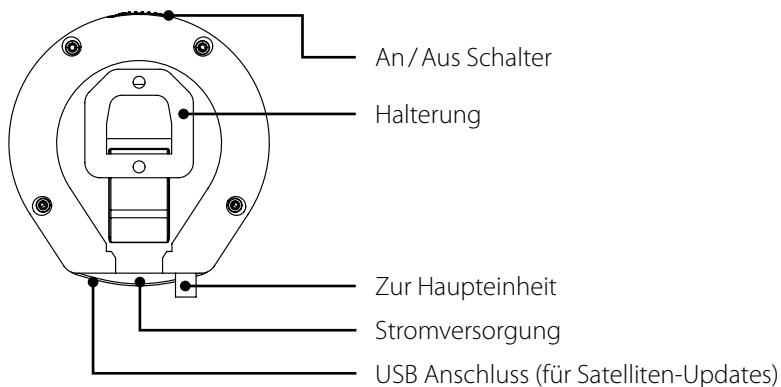 An / Aus Schalter
Halterung
Zur Haupteinheit
Stromversorgung
USB Anschluss (für Satelliten-Updates)